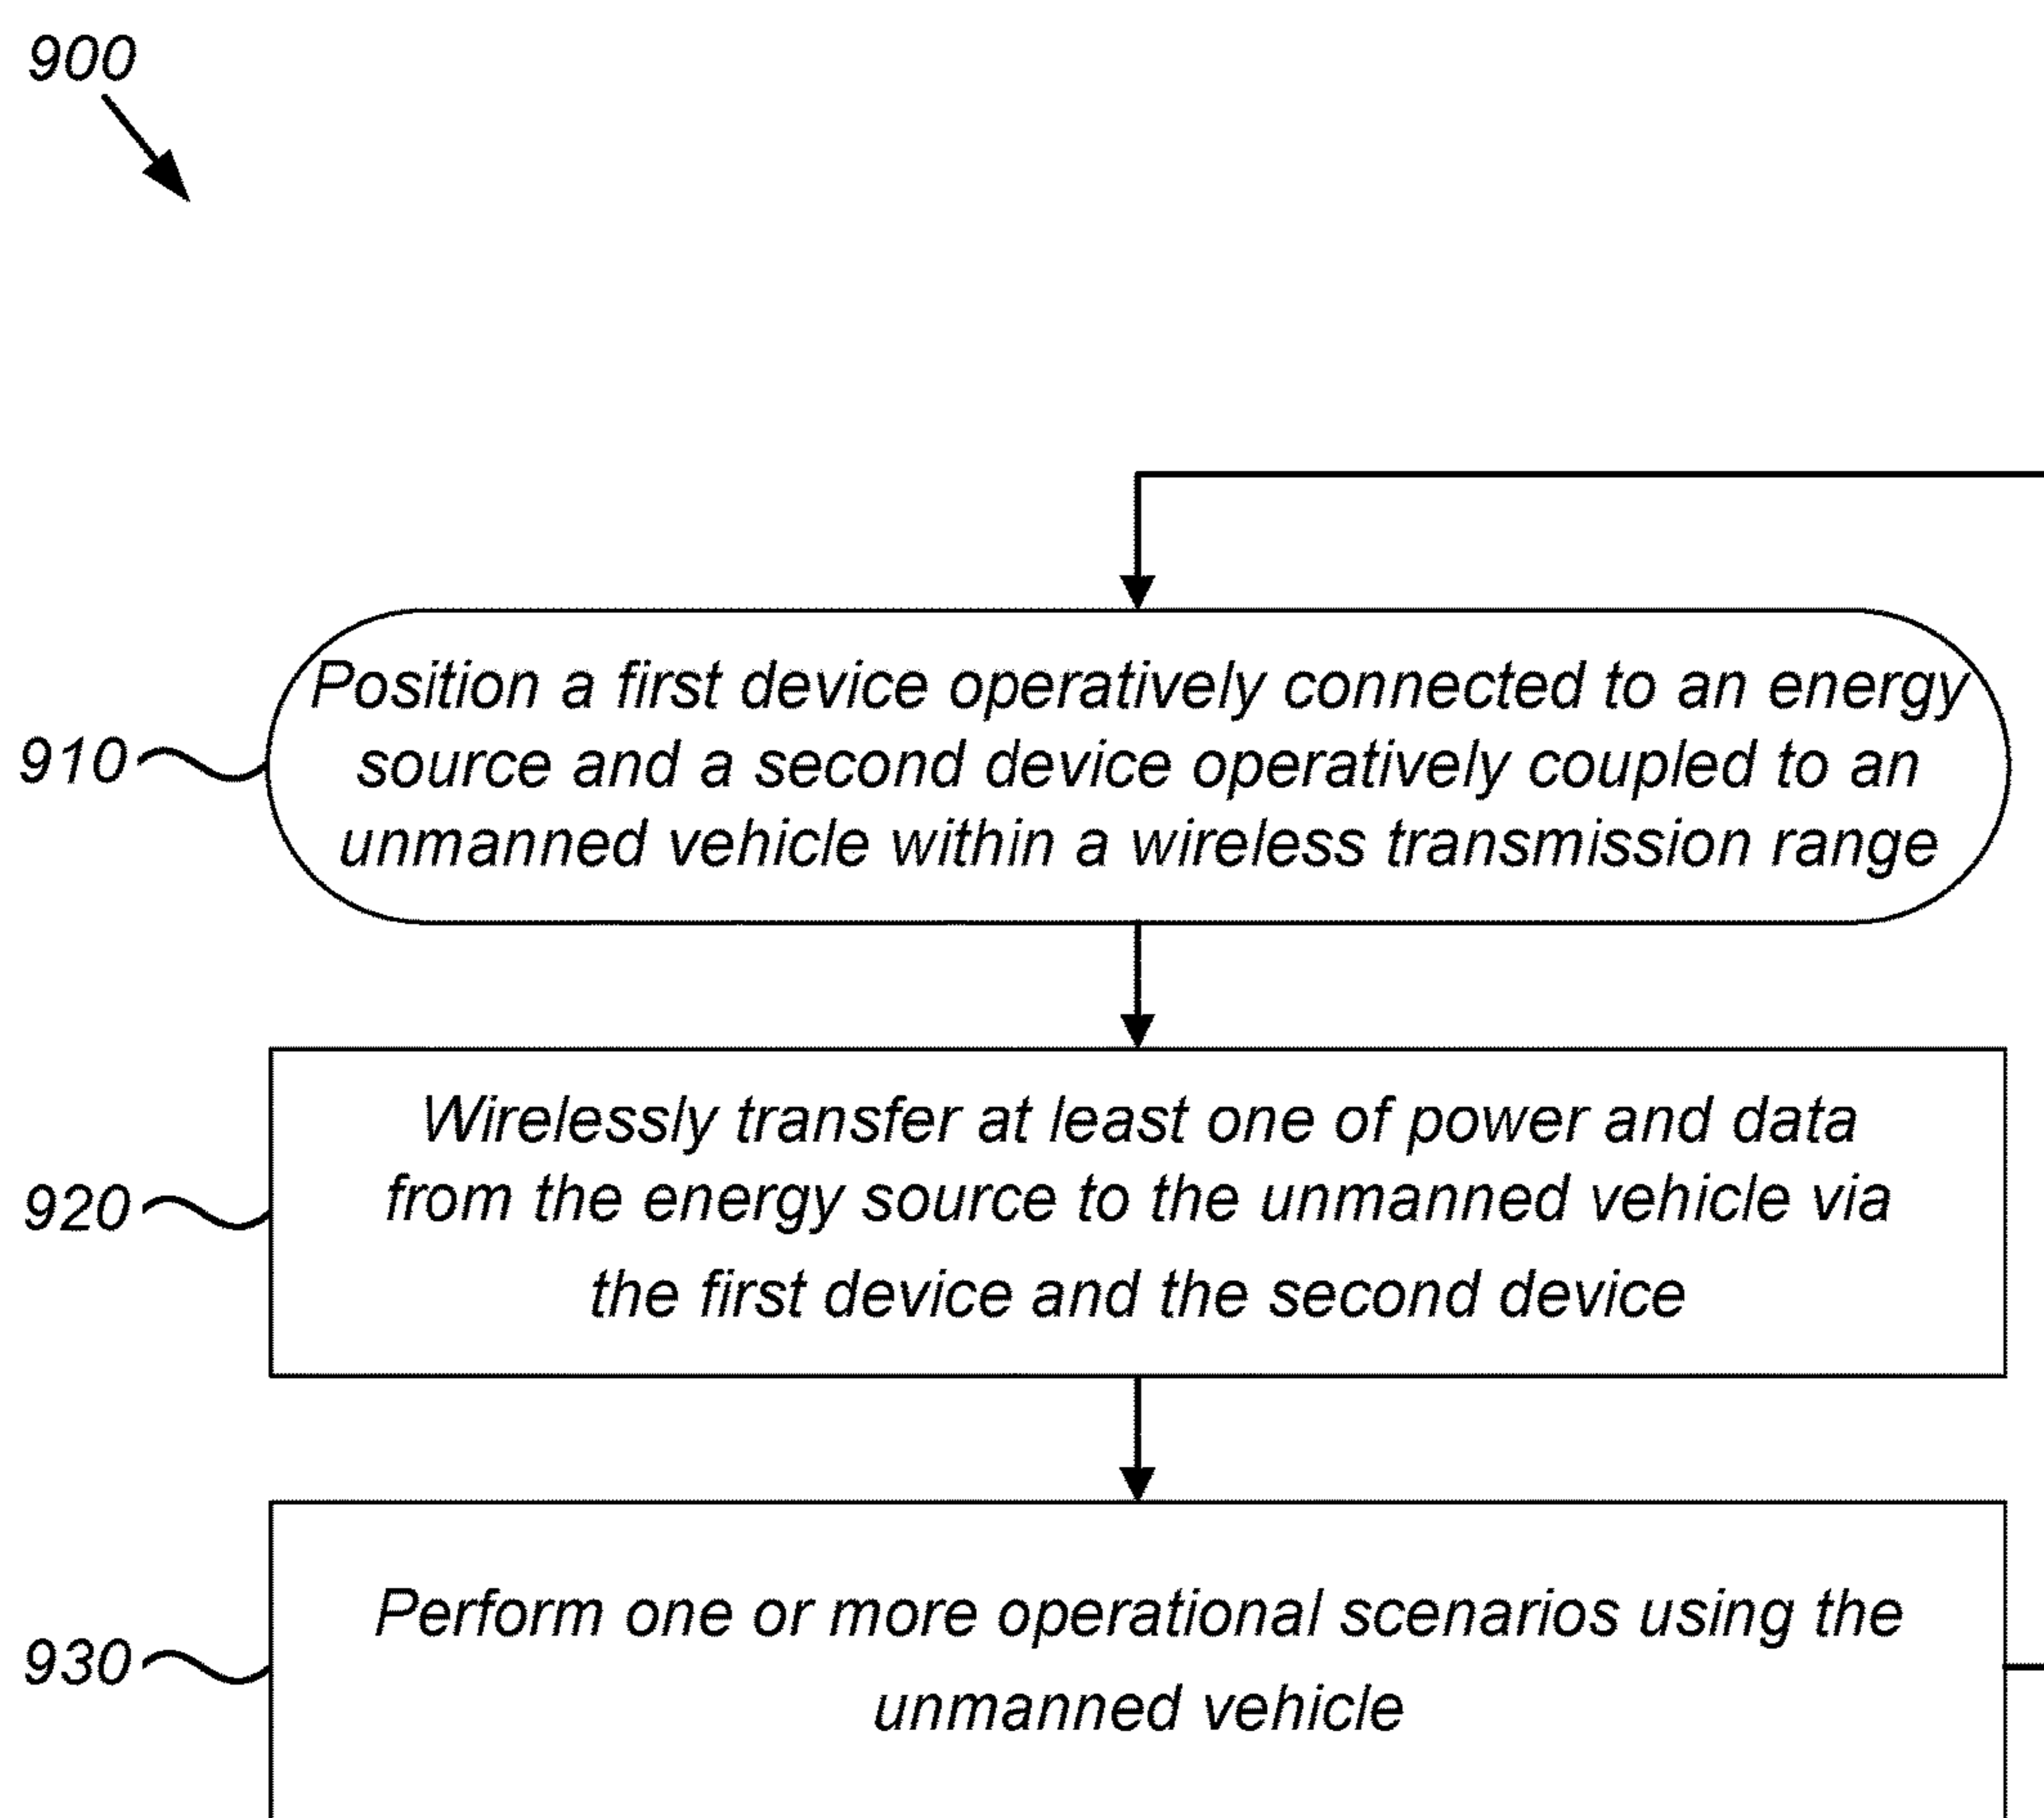 900
910
Position a first device operatively connected to an energy
source and a second device operatively coupled to an
unmanned vehicle within a wireless transmission range
920
Wirelessly transfer at least one of power and data
from the energy source to the unmanned vehicle via
the first device and the second device
930
Perform one or more operational scenarios using the
unmanned vehicle